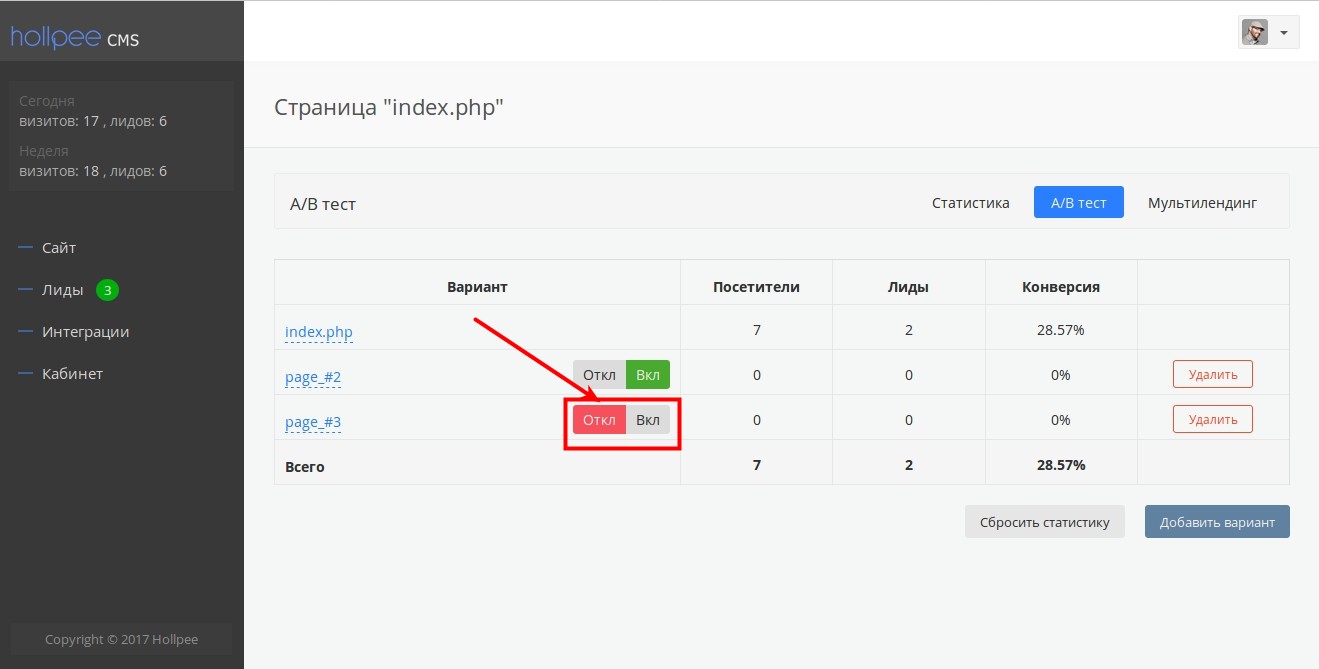 hollpee CMS
Сегодня
визитов: 17 , лидов: 6
Неделя
визитов: 18 , лидов: 6
Сайт
Лиды 3
Интеграции
Кабинет
Copyright © 2017 Hollpee
Страница "index.php"
A/B тест Статистика A/B тест Мультилендинг
Вариант Посетители Лиды Конверсия
index.php 7 2 28.57%
page_#2 Откл Вкл 0 0 0% Удалить
page_#3 Откл Вкл 0 0 0% Удалить
Всего 7 2 28.57%
Сбросить статистику Добавить вариант